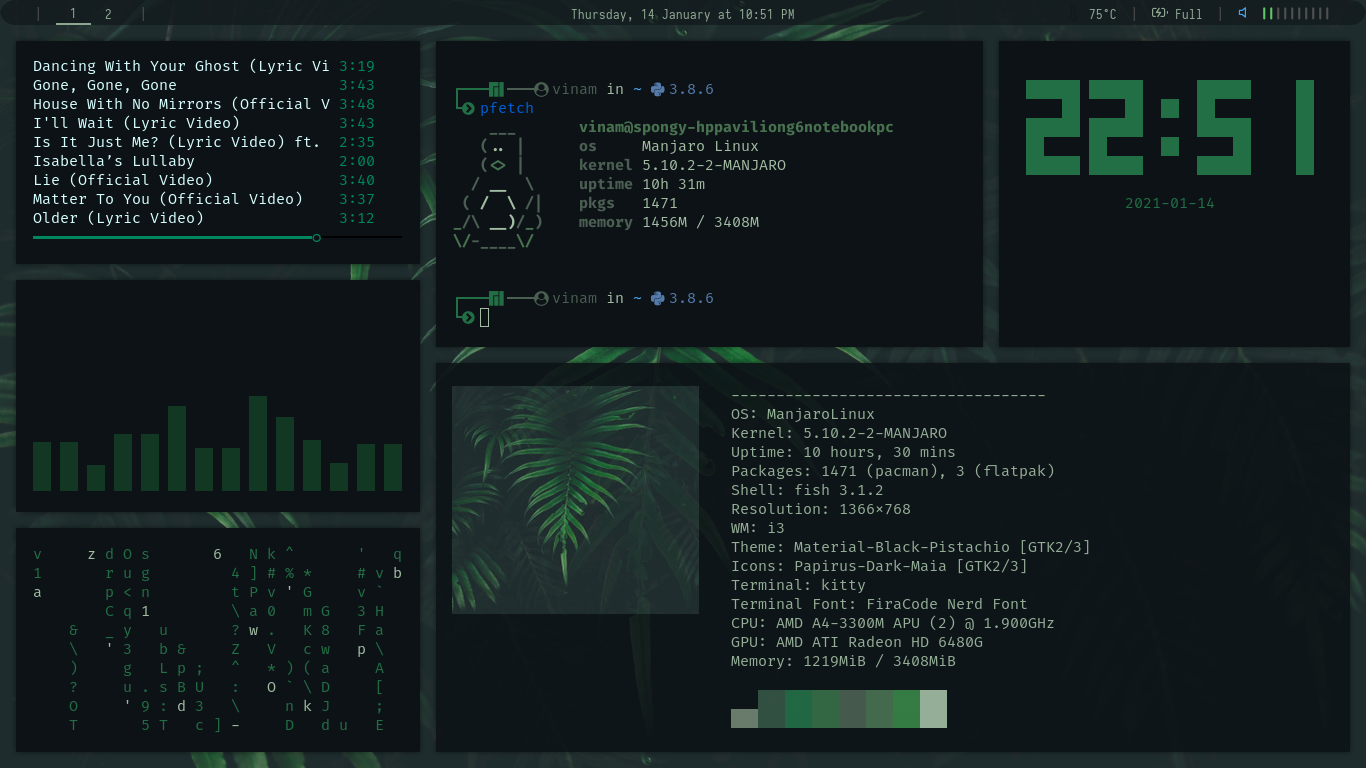 1 2 Thursday, 14 January at 10:51 PM 75°C Full
Dancing With Your Ghost (Lyric Vi 3:19
Gone, Gone, Gone 3:43
House With No Mirrors (Official V 3:48
I'll Wait (Lyric Video) 3:43
Is It Just Me? (Lyric Video) ft. 2:35
Isabella's Lullaby 2:00
Lie (Official Video) 3:40
Matter To You (Official Video) 3:37
Older (Lyric Video) 3:12
vinam in ~ 3.8.6
pfetch
vinam@spongy-hppaviliong6notebookpc
os Manjaro Linux
kernel 5.10.2-2-MANJARO
uptime 10h 31m
pkgs 1471
memory 1456M / 3408M
vinam in ~ 3.8.6
22:51
2021-01-14
v z d O s 6 N k ^ ' q
1 r u g 4 ] # % * # v b
a p < n t P v ' G v `
C q 1 \ a 0 m G 3 H
& _ y u ? w . K 8 F a
\ ' 3 b & Z V c w p \
) g L p ; ^ * ) ( a A
? u . s B U : O ` \ D [
O ' 9 : d 3 \ n k J ;
T 5 T c ] - D d u E
-----------------------------------
OS: ManjaroLinux
Kernel: 5.10.2-2-MANJARO
Uptime: 10 hours, 30 mins
Packages: 1471 (pacman), 3 (flatpak)
Shell: fish 3.1.2
Resolution: 1366×768
WM: i3
Theme: Material-Black-Pistachio [GTK2/3]
Icons: Papirus-Dark-Maia [GTK2/3]
Terminal: kitty
Terminal Font: FiraCode Nerd Font
CPU: AMD A4-3300M APU (2) @ 1.900GHz
GPU: AMD ATI Radeon HD 6480G
Memory: 1219MiB / 3408MiB